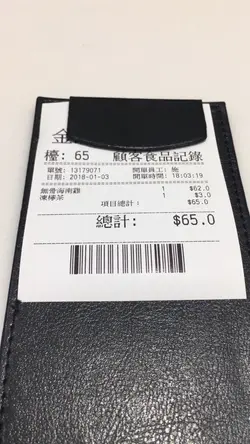 金
檯: 65 顧客食品記錄
單號: 13179071 開單員工: 施
日期: 2018-01-03 開單時間: 18:03:19
無骨海南雞 1 $62.0
凍檸茶 1 $3.0
項目總計: $65.0
總計: $65.0